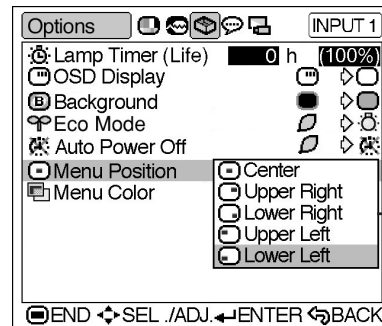 Options INPUT 1
Lamp Timer (Life) 0 h (100%)
OSD Display
B Background
Eco Mode
Auto Power Off
Menu Position
Center
Upper Right
Menu Color
Lower Right
Upper Left
Lower Left
END SEL ./ADJ. ENTER BACK